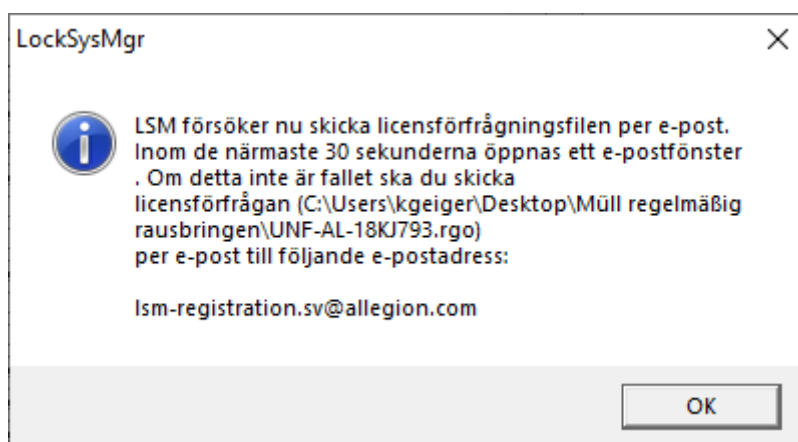 LockSysMgr
LSM försöker nu skicka licensförfrågningsfilen per e-post.
Inom de närmaste 30 sekunderna öppnas ett e-postfönster
. Om detta inte är fallet ska du skicka
licensförfrågan (C:\Users\kgeiger\Desktop\Müll regelmäßig
rausbringen\UNF-AL-18KJ793.rgo)
per e-post till följande e-postadress:
lsm-registration.sv@allegion.com
OK